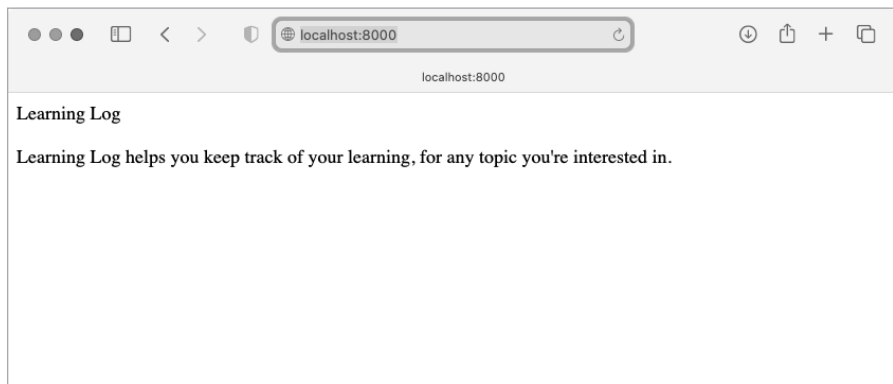 localhost:8000
localhost:8000
Learning Log
Learning Log helps you keep track of your learning, for any topic you're interested in.